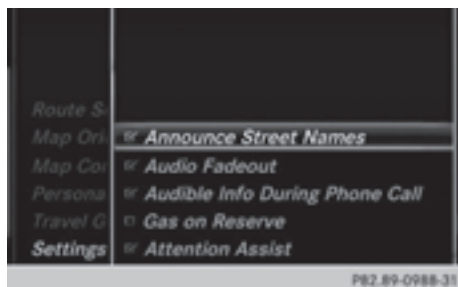 Route S
Map Ori
Announce Street Names
Map Co
Audio Fadeout
Persona
Audible Info During Phone Call
Travel G
Gas on Reserve
Settings
Attention Assist
P82.89-0988-31